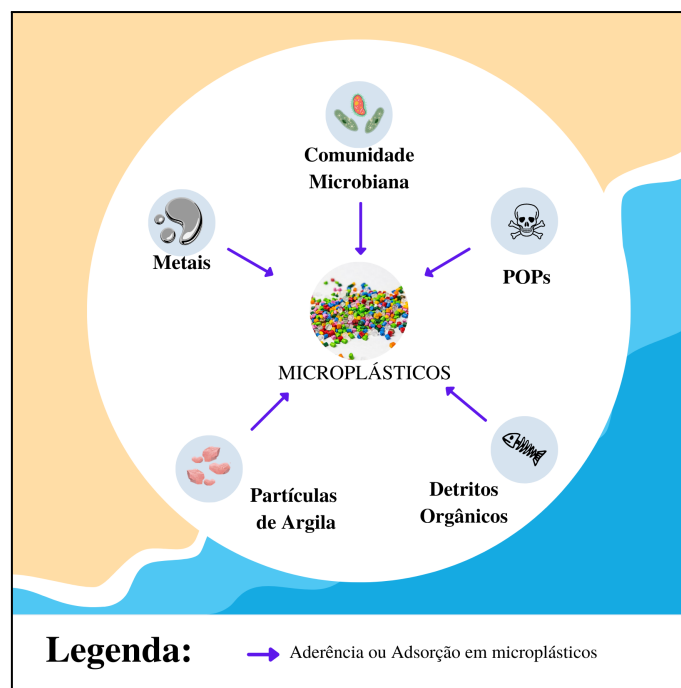 Comunidade
Microbiana
Metais
POPs
MICROPLÁSTICOS
Partículas
de Argila
Detritos
Orgânicos
Legenda:
Aderência ou Adsorção em microplásticos